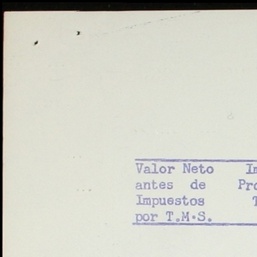 Valor Neto
antes de
Impuestos
por T.M.S.